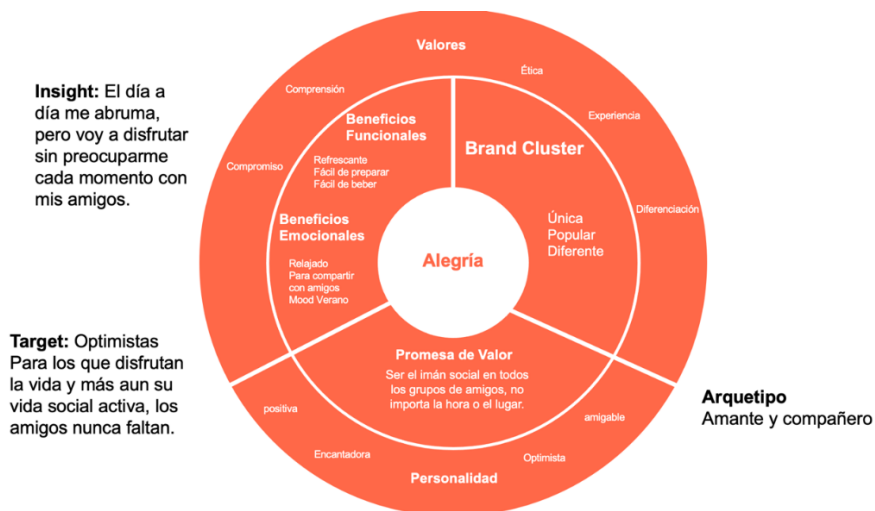 Insight: El día a
día me abruma,
pero voy a disfrutar
sin preocuparme
cada momento con
mis amigos.
Target: Optimistas
Para los que disfrutan
la vida y más aun su
vida social activa, los
amigos nunca faltan.
Valores
Compromiso
Comprensión
Ética
Experiencia
Diferenciación
Beneficios
Funcionales
Refrescante
Fácil de preparar
Fácil de beber
Beneficios
Emocionales
Relajado
Para compartir
con amigos
Mood Verano
Brand Cluster
Única
Popular
Diferente
Alegría
Promesa de Valor
Ser el imán social en todos
los grupos de amigos, no
importa la hora o el lugar.
positiva
Encantadora
Optimista
amigable
Personalidad
Arquetipo
Amante y compañero